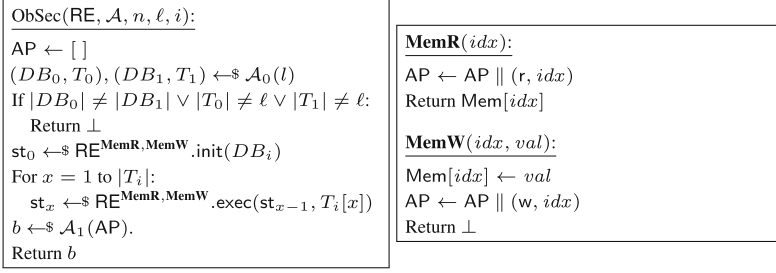 ObSec(RE, 𝒜, n, ℓ, i):
AP ← [ ]
(DB₀, T₀), (DB₁, T₁) ←$ 𝒜₀(l)
If |DB₀| ≠ |DB₁| ∨ |T₀| ≠ ℓ ∨ |T₁| ≠ ℓ:
Return ⊥
st₀ ←$ RE^{MemR,MemW}.init(DBᵢ)
For x = 1 to |Tᵢ|:
stₓ ←$ RE^{MemR,MemW}.exec(stₓ₋₁, Tᵢ[x])
b ←$ 𝒜₁(AP).
Return b
MemR(idx):
AP ← AP ∥ (r, idx)
Return Mem[idx]
MemW(idx, val):
Mem[idx] ← val
AP ← AP ∥ (w, idx)
Return ⊥